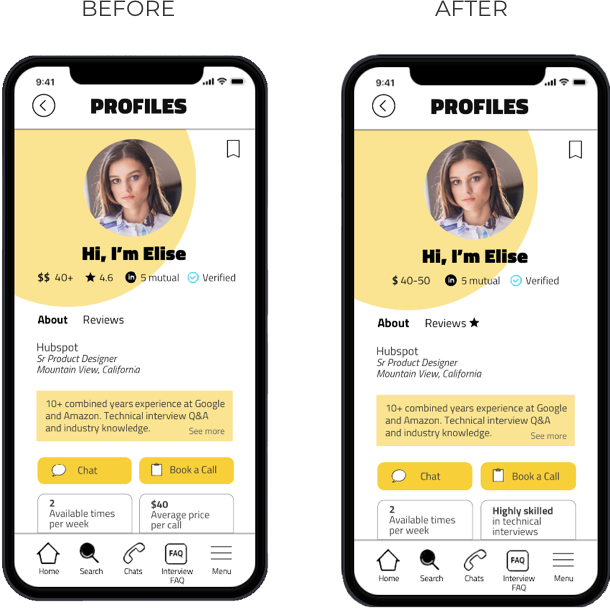 BEFORE
AFTER
9:41
PROFILES
Hi, I'm Elise
$$ 40+ ★ 4.6 in 5 mutual Verified
About Reviews
Hubspot
Sr Product Designer
Mountain View, California
10+ combined years experience at Google
and Amazon. Technical interview Q&A
and industry knowledge.
See more
Chat
Book a Call
2
Available times
per week
$40
Average price
per call
Home
Search
Chats
FAQ
Interview
FAQ
Menu
9:41
PROFILES
Hi, I'm Elise
$ 40-50 in 5 mutual Verified
About Reviews ★
Hubspot
Sr Product Designer
Mountain View, California
10+ combined years experience at Google
and Amazon. Technical interview Q&A
and industry knowledge.
See more
Chat
Book a Call
2
Available times
per week
Highly skilled
in technical
interviews
Home
Search
Chats
FAQ
Interview
FAQ
Menu